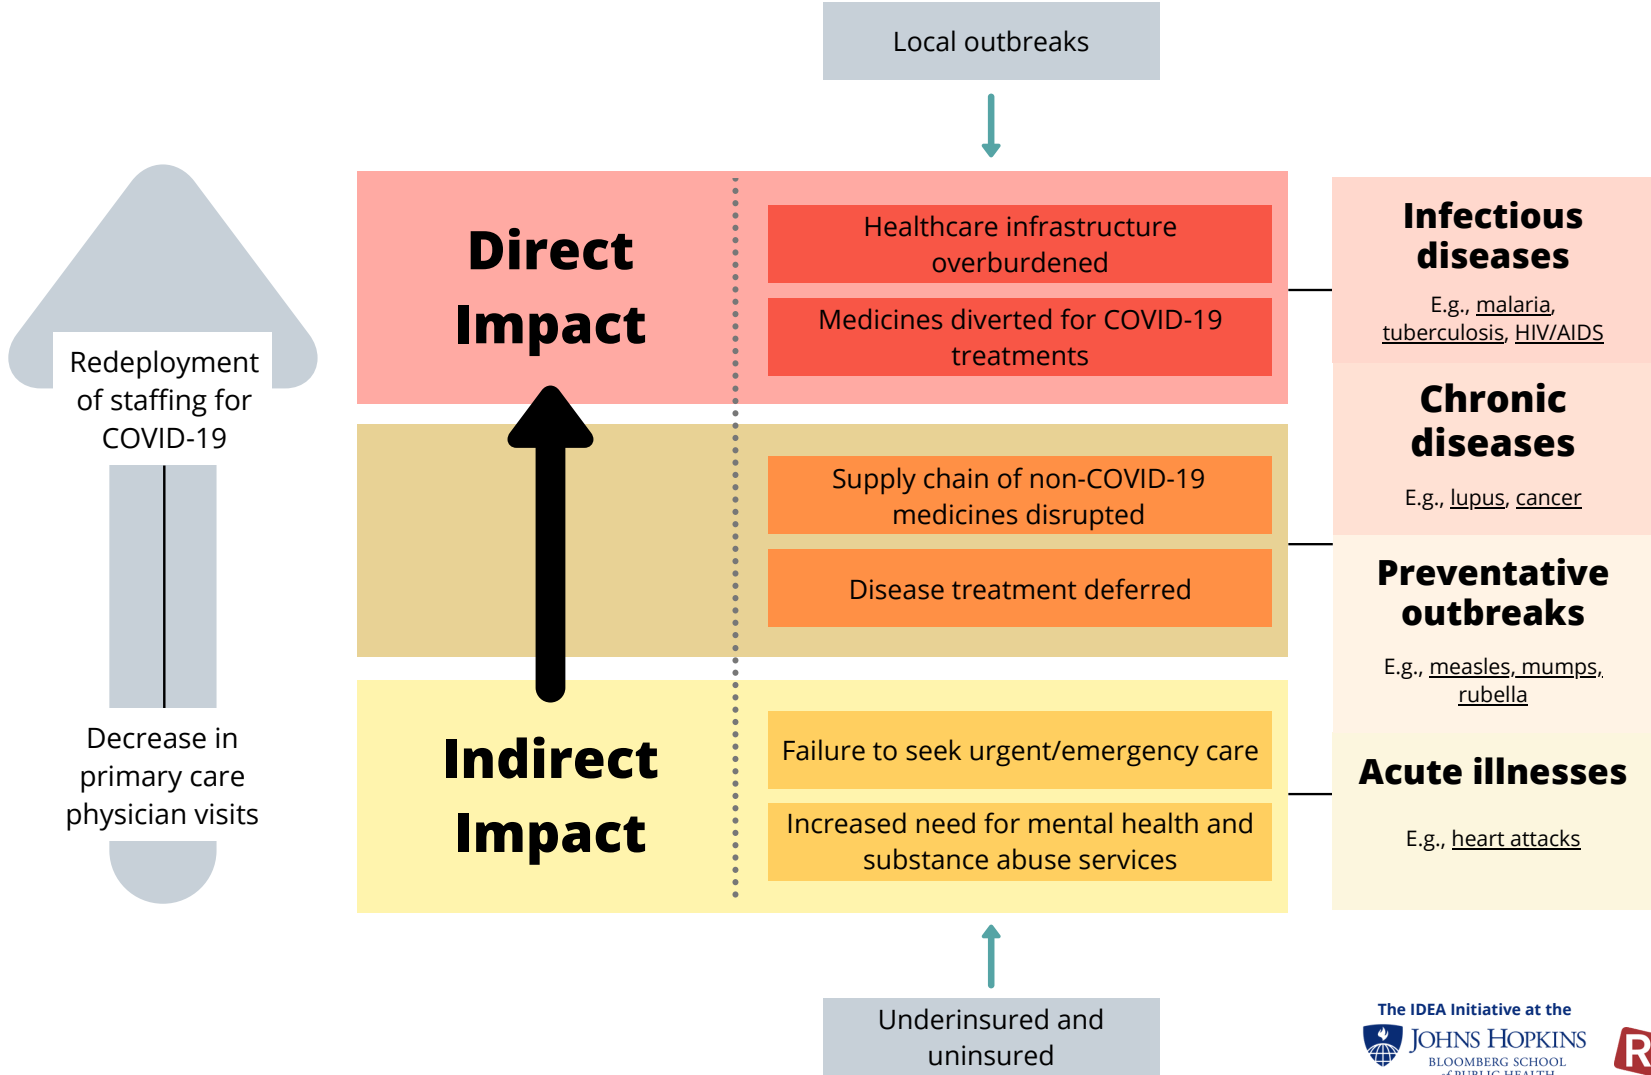 Local outbreaks
Redeployment
of staffing for
COVID-19
Decrease in
primary care
physician visits
Direct
Impact
Healthcare infrastructure
overburdened
Medicines diverted for COVID-19
treatments
Supply chain of non-COVID-19
medicines disrupted
Disease treatment deferred
Indirect
Impact
Failure to seek urgent/emergency care
Increased need for mental health and
substance abuse services
Infectious
diseases
E.g., malaria,
tuberculosis, HIV/AIDS
Chronic
diseases
E.g., lupus, cancer
Preventative
outbreaks
E.g., measles, mumps,
rubella
Acute illnesses
E.g., heart attacks
Underinsured and
uninsured
The IDEA Initiative at the
JOHNS HOPKINS
BLOOMBERG SCHOOL
of PUBLIC HEALTH
R